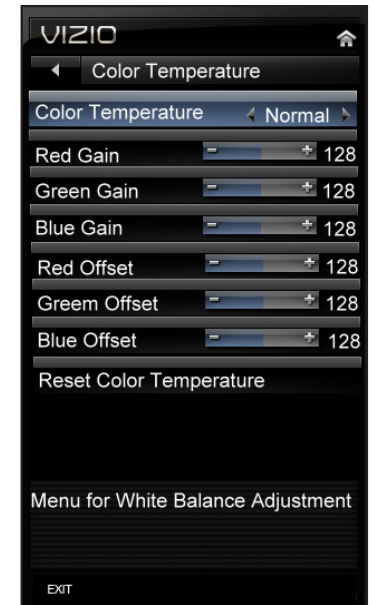 VIZIO
Color Temperature
Color Temperature Normal
Red Gain - + 128
Green Gain - + 128
Blue Gain - + 128
Red Offset - + 128
Greem Offset - + 128
Blue Offset - + 128
Reset Color Temperature
Menu for White Balance Adjustment
EXIT